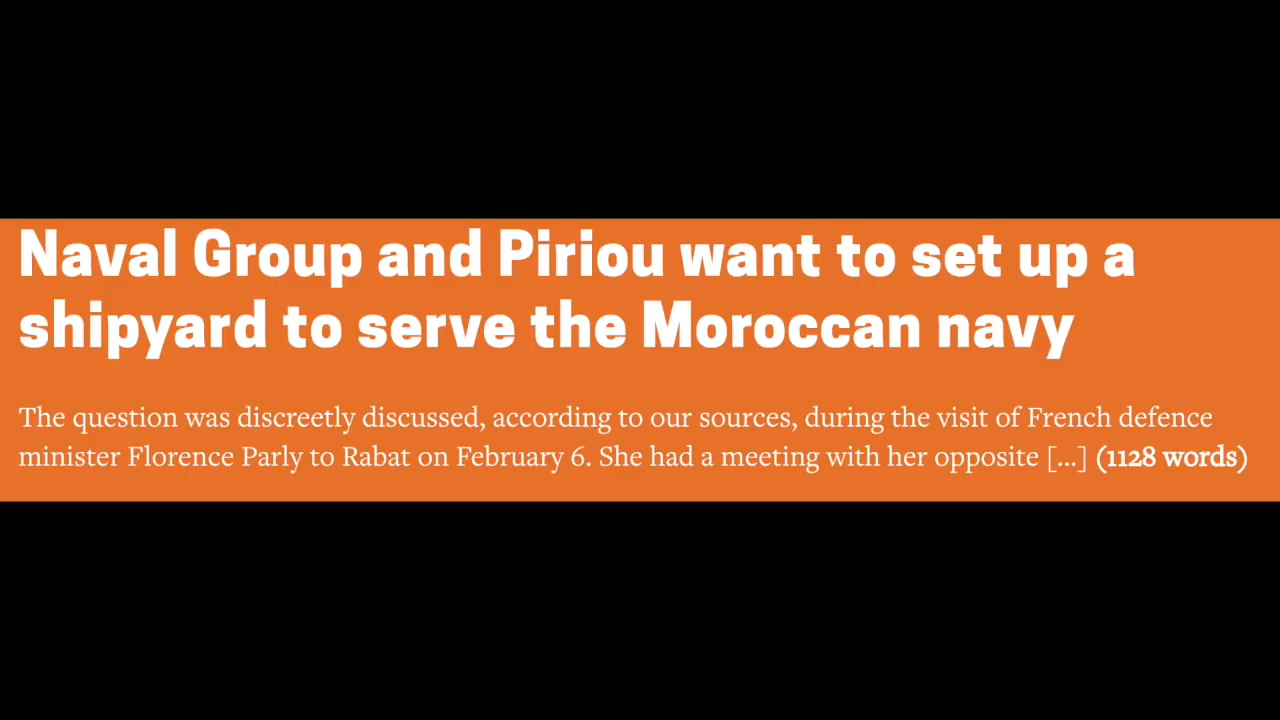 Naval Group and Piriou want to set up a
shipyard to serve the Moroccan navy
The question was discreetly discussed, according to our sources, during the visit of French defence
minister Florence Parly to Rabat on February 6. She had a meeting with her opposite [...] (1128 words)